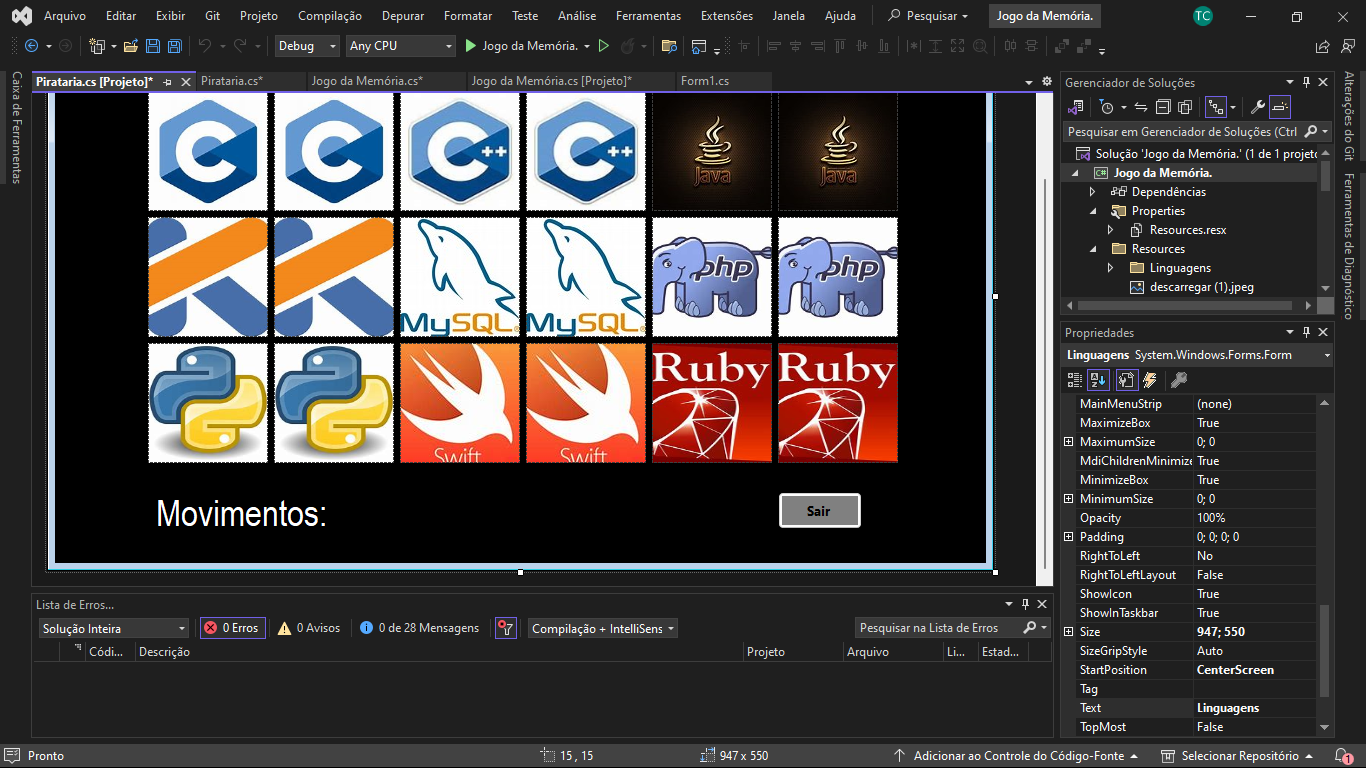 Arquivo Editar Exibir Git Projeto Compilação Depurar Formatar Teste Análise Ferramentas Extensões Janela Ajuda Pesquisar Jogo da Memória. TC
Debug Any CPU Jogo da Memória.
Caixa de Ferramentas
Pirataria.cs [Projeto]* Pirataria.cs* Jogo da Memória.cs* Jogo da Memória.cs [Projeto]* Form1.cs
C C C++ C++ Java Java
MySQL MySQL php php
Swift Swift Ruby Ruby
Movimentos: Sair
Lista de Erros...
Solução Inteira 0 Erros 0 Avisos 0 de 28 Mensagens Compilação + IntelliSens Pesquisar na Lista de Erros
Códi... Descrição Projeto Arquivo Li... Estad...
Gerenciador de Soluções
Pesquisar em Gerenciador de Soluções (Ctrl
Solução 'Jogo da Memória.' (1 de 1 projeto
C# Jogo da Memória.
Dependências
Properties
Resources.resx
Resources
Linguagens
descarregar (1).jpeg
Propriedades
Linguagens System.Windows.Forms.Form
MainMenuStrip (none)
MaximizeBox True
MaximumSize 0; 0
MdiChildrenMinimize True
MinimizeBox True
MinimumSize 0; 0
Opacity 100%
Padding 0; 0; 0; 0
RightToLeft No
RightToLeftLayout False
ShowIcon True
ShowInTaskbar True
Size 947; 550
SizeGripStyle Auto
StartPosition CenterScreen
Tag
Text Linguagens
TopMost False
Alterações do Git
Ferramentas de Diagnóstico
Pronto 15 , 15 947 x 550 Adicionar ao Controle do Código-Fonte Selecionar Repositório 1